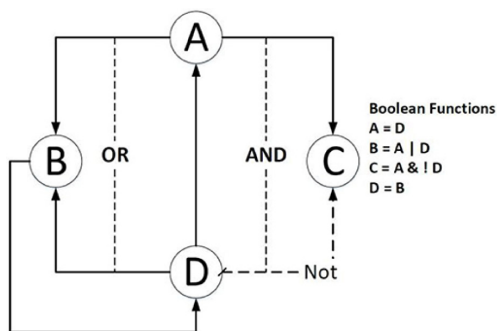 A
B
OR
AND
C
D
Not
Boolean Functions
A = D
B = A | D
C = A & ! D
D = B